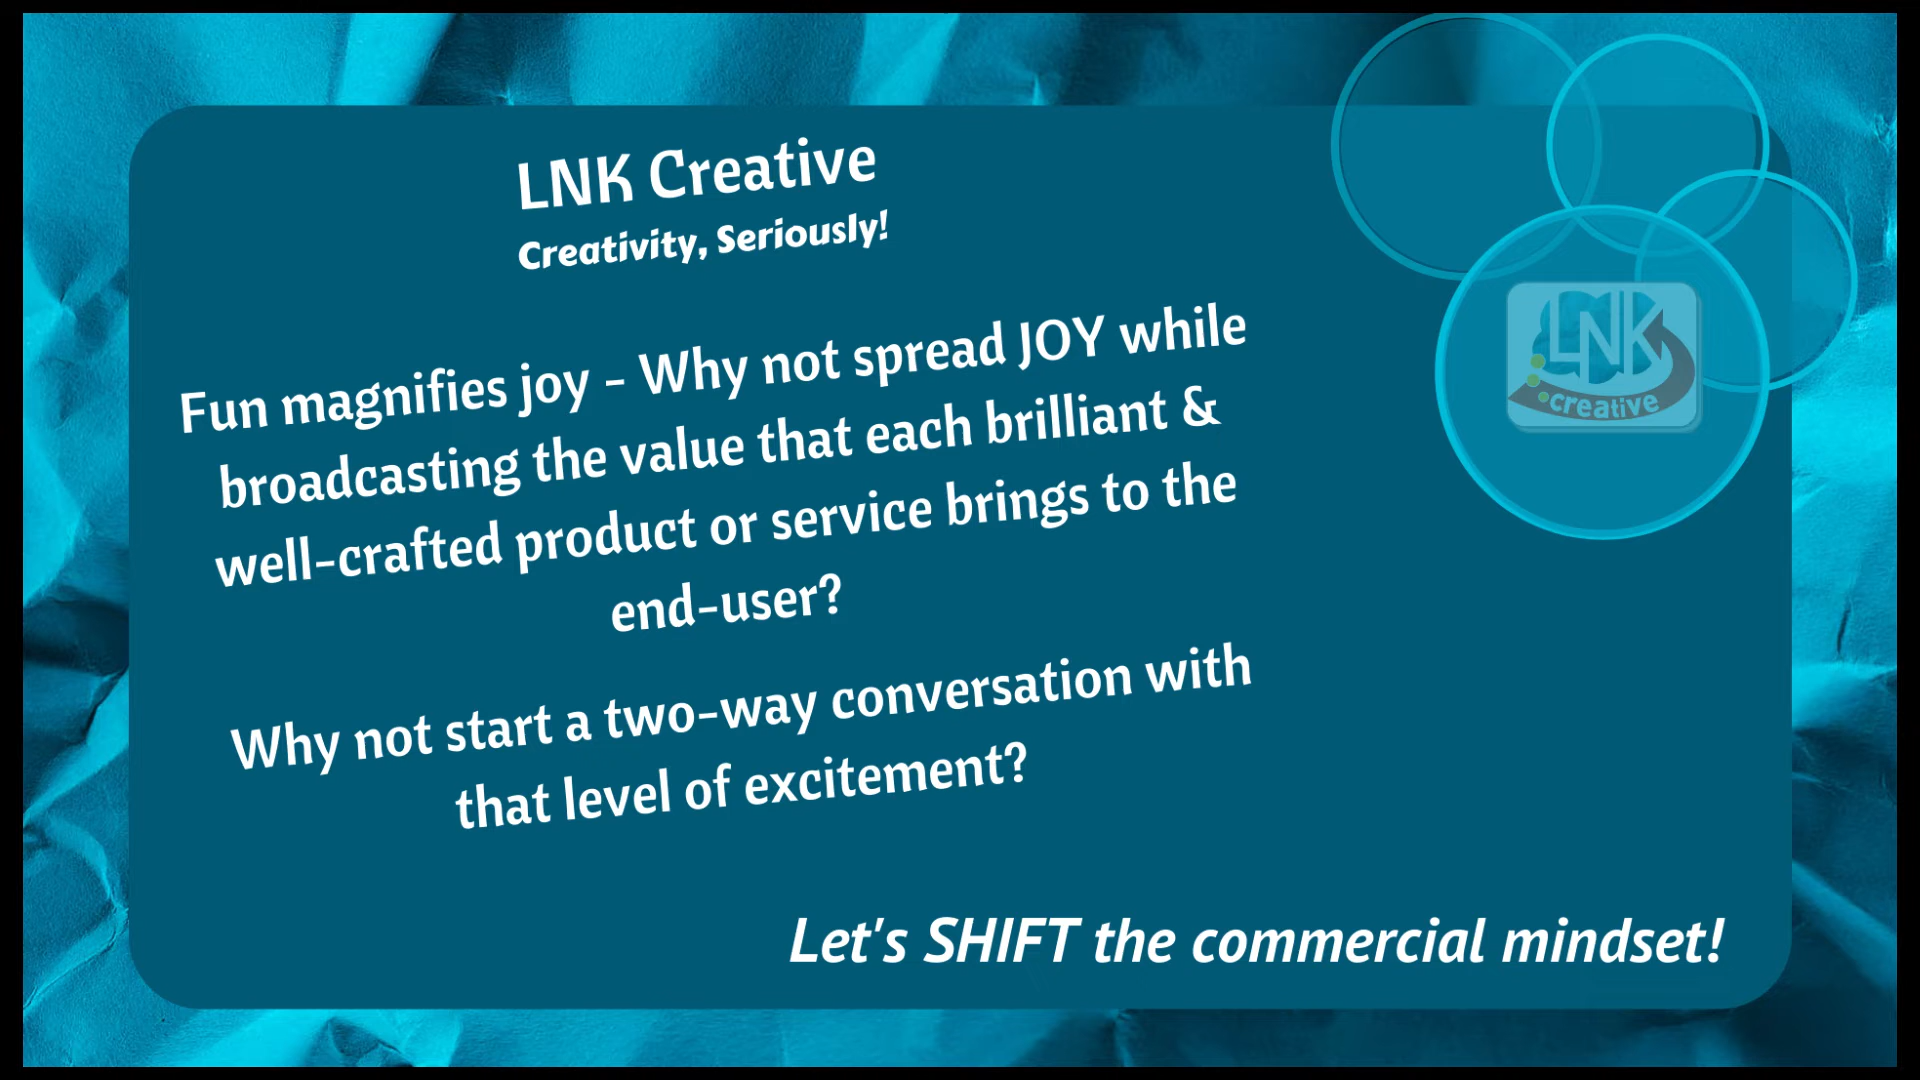 LNK Creative
Creativity, Seriously!
Fun magnifies joy - Why not spread JOY while
broadcasting the value that each brilliant &
well-crafted product or service brings to the
end-user?
Why not start a two-way conversation with
that level of excitement?
LNK
creative
Let's SHIFT the commercial mindset!